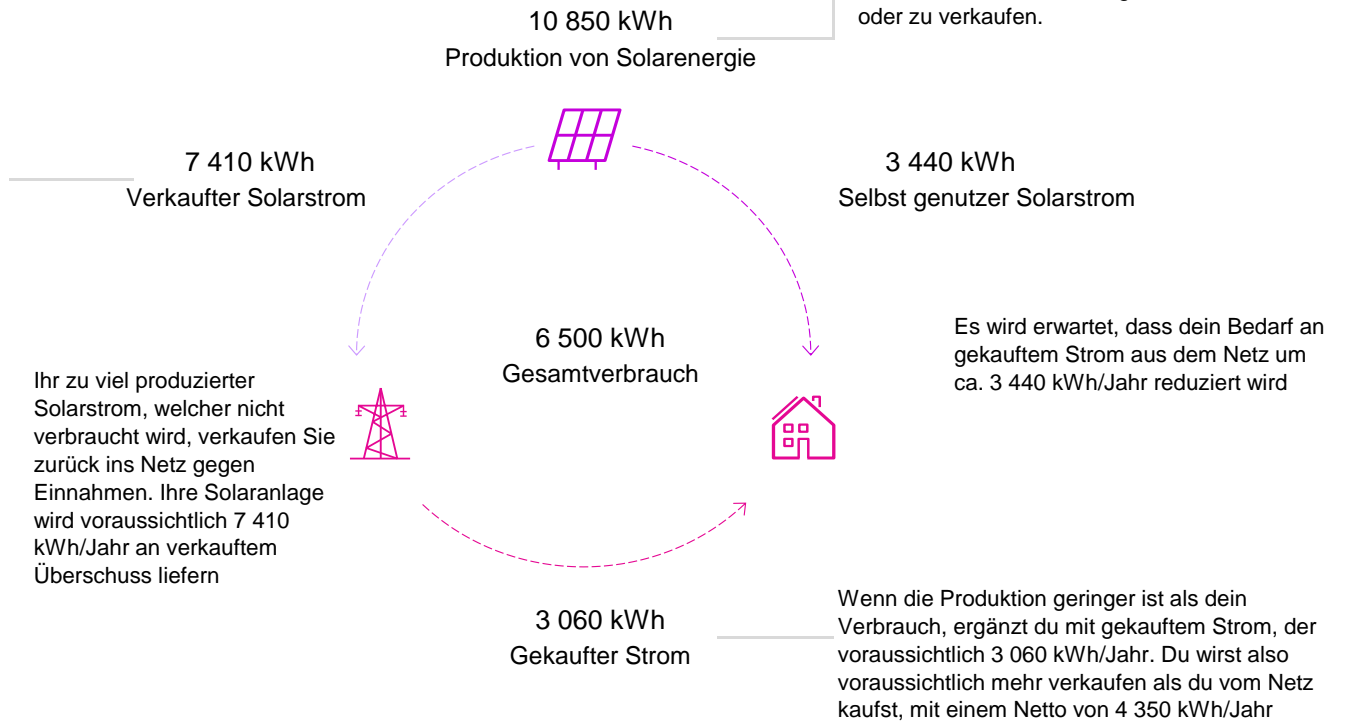 oder zu verkaufen.
10 850 kWh
Produktion von Solarenergie
7 410 kWh
Verkaufter Solarstrom
3 440 kWh
Selbst genutzer Solarstrom
6 500 kWh
Gesamtverbrauch
Es wird erwartet, dass dein Bedarf an
gekauftem Strom aus dem Netz um
ca. 3 440 kWh/Jahr reduziert wird
Ihr zu viel produzierter
Solarstrom, welcher nicht
verbraucht wird, verkaufen Sie
zurück ins Netz gegen
Einnahmen. Ihre Solaranlage
wird voraussichtlich 7 410
kWh/Jahr an verkauftem
Überschuss liefern
3 060 kWh
Gekaufter Strom
Wenn die Produktion geringer ist als dein
Verbrauch, ergänzt du mit gekauftem Strom, der
voraussichtlich 3 060 kWh/Jahr. Du wirst also
voraussichtlich mehr verkaufen als du vom Netz
kaufst, mit einem Netto von 4 350 kWh/Jahr